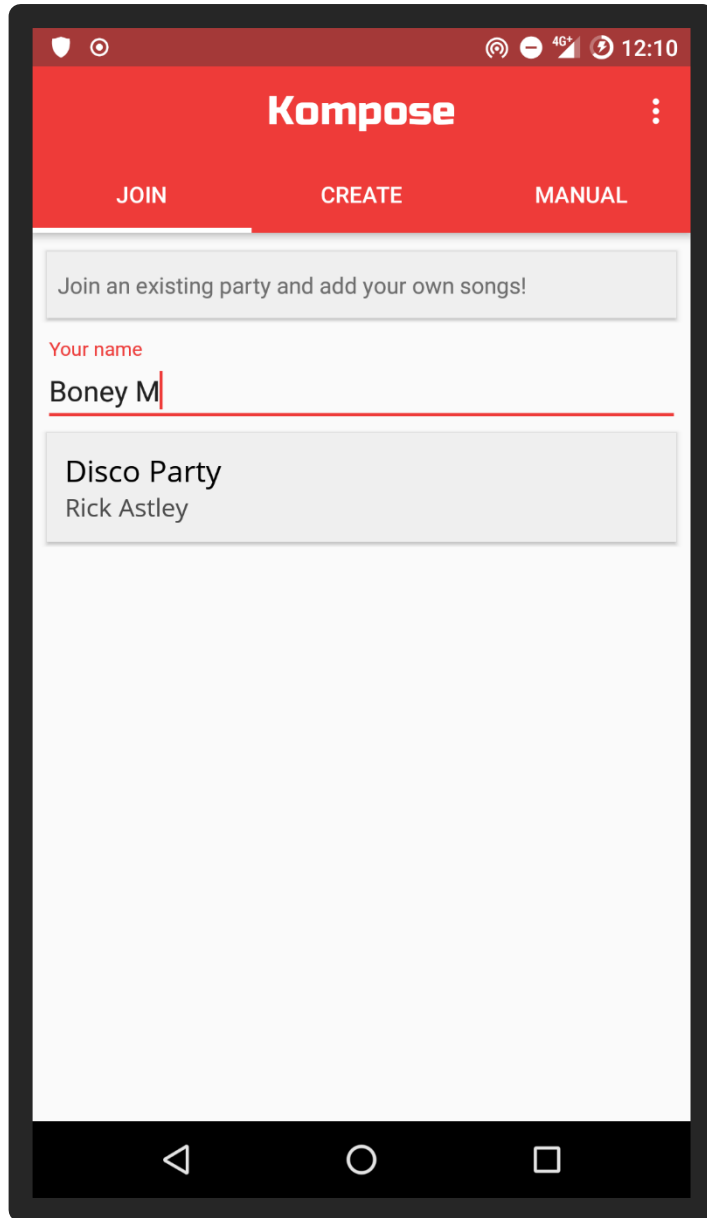 4G+ 12:10
Kompose
JOIN CREATE MANUAL
Join an existing party and add your own songs!
Your name
Boney M
Disco Party
Rick Astley